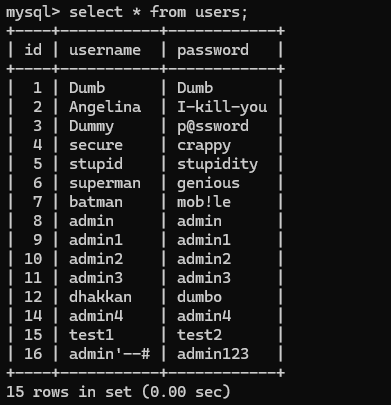 mysql> select * from users;
+----+-----------+------------+
| id | username  | password   |
+----+-----------+------------+
|  1 | Dumb      | Dumb       |
|  2 | Angelina  | I-kill-you |
|  3 | Dummy     | p@ssword   |
|  4 | secure    | crappy     |
|  5 | stupid    | stupidity  |
|  6 | superman  | genious    |
|  7 | batman    | mob!le     |
|  8 | admin     | admin      |
|  9 | admin1    | admin1     |
| 10 | admin2    | admin2     |
| 11 | admin3    | admin3     |
| 12 | dhakkan   | dumbo      |
| 14 | admin4    | admin4     |
| 15 | test1     | test2      |
| 16 | admin'--# | admin123   |
+----+-----------+------------+
15 rows in set (0.00 sec)